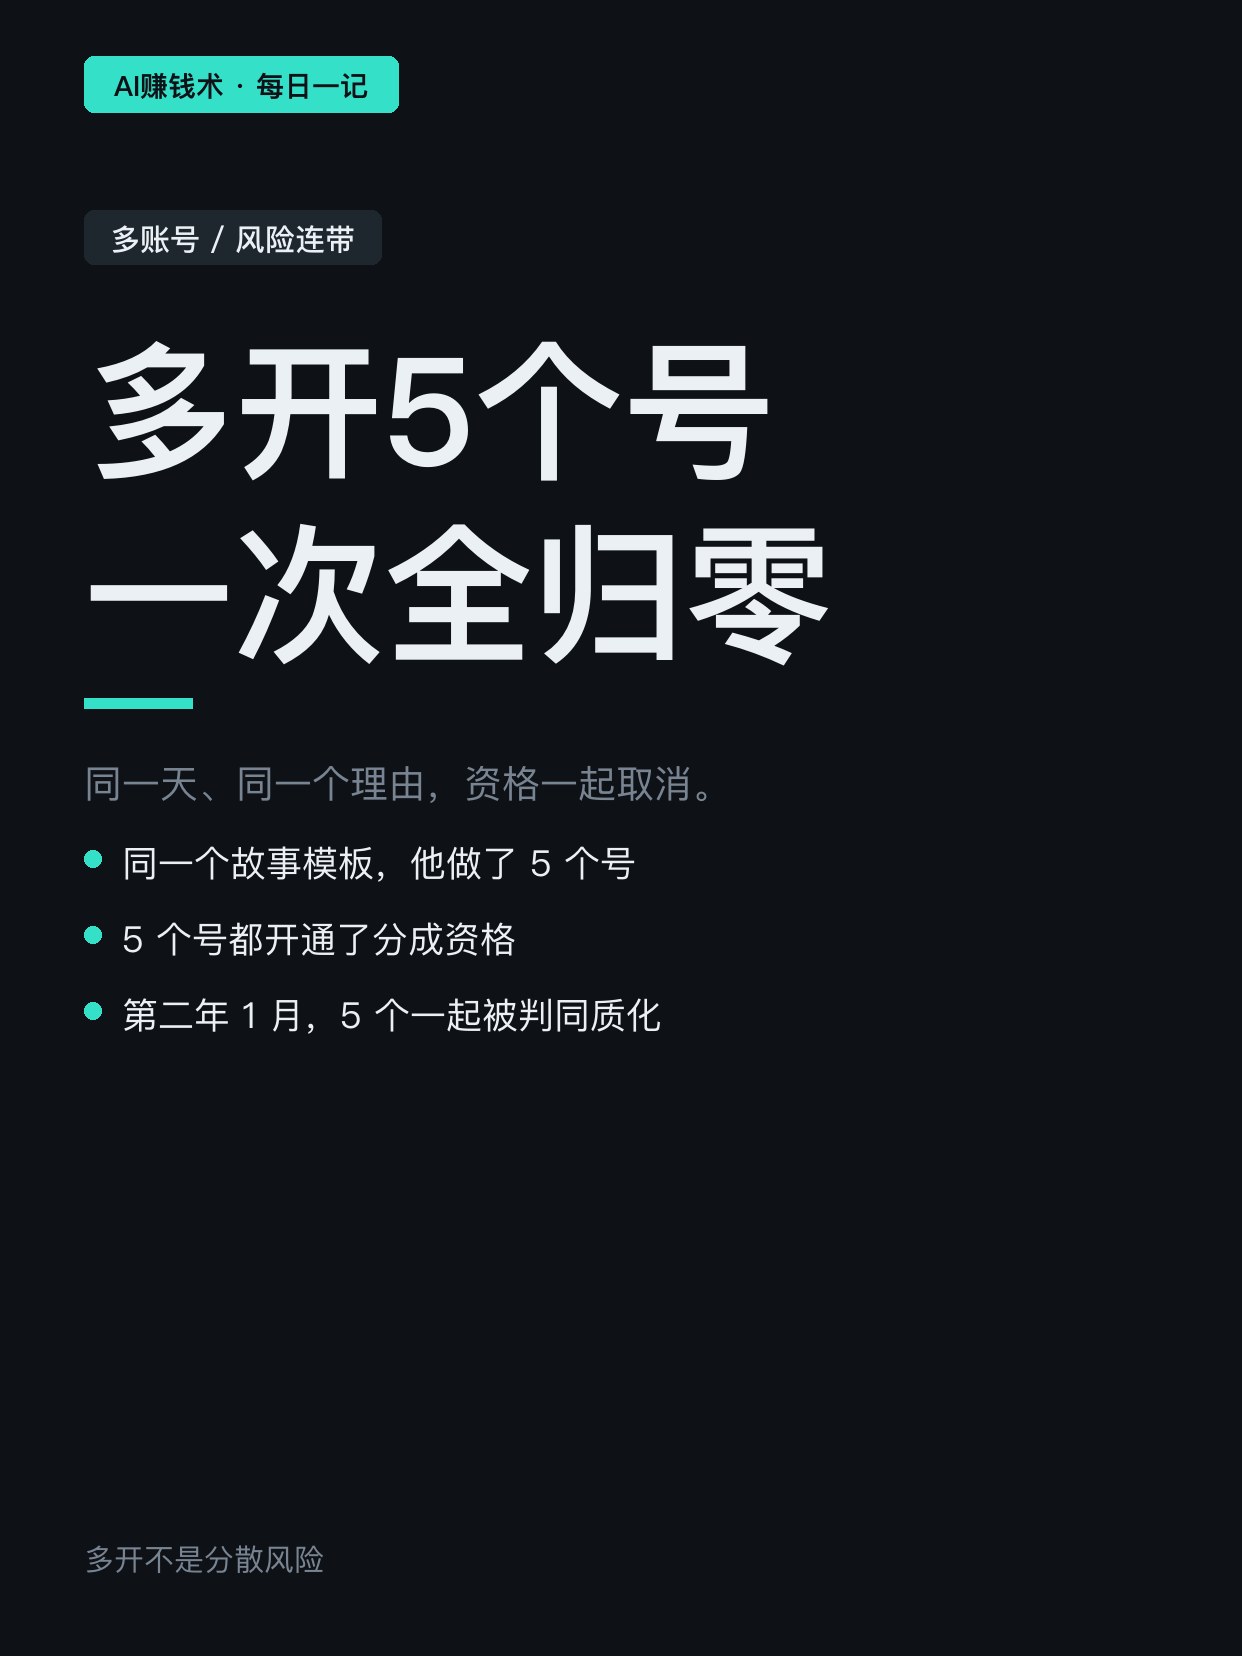 AI赚钱术 · 每日一记
多账号 / 风险连带
多开5个号
一次全归零
同一天、同一个理由，资格一起取消。
同一个故事模板，他做了 5 个号
5 个号都开通了分成资格
第二年 1 月，5 个一起被判同质化
多开不是分散风险